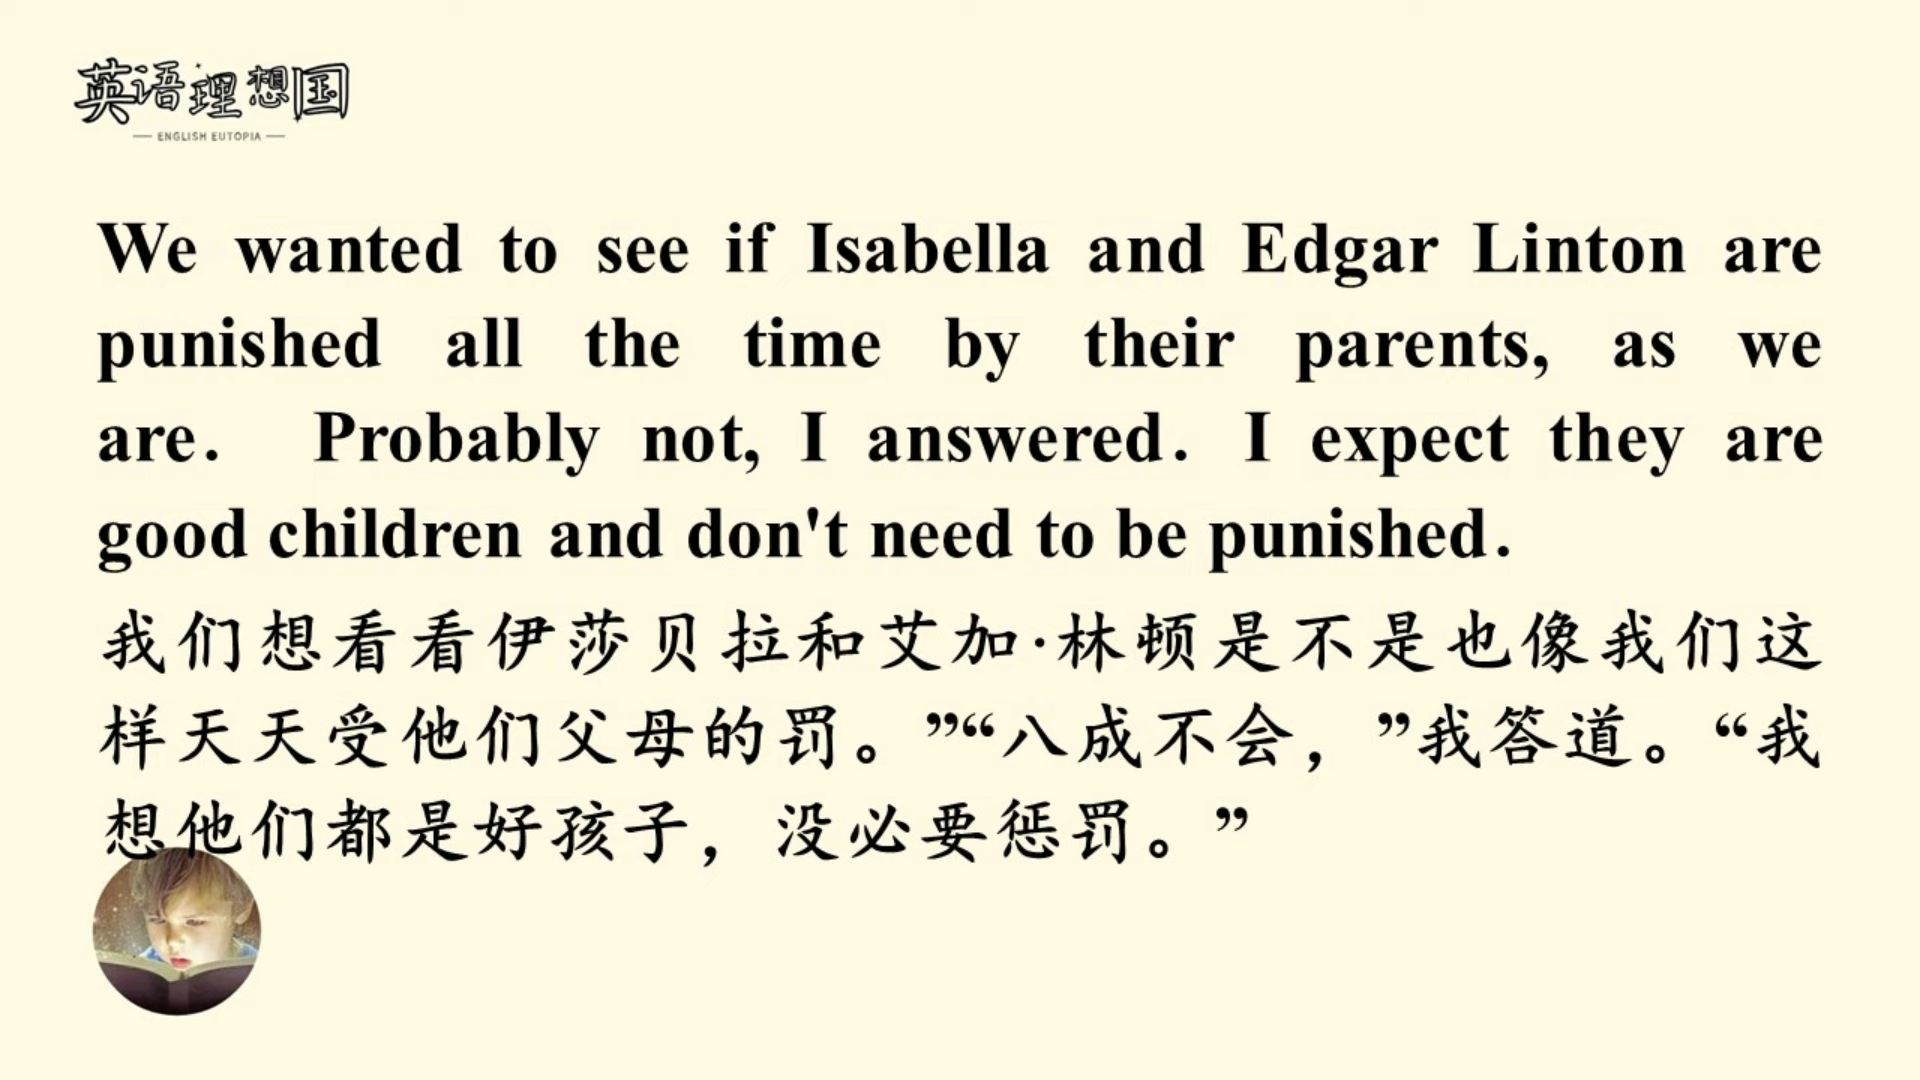 英语理想国
ENGLISH EUTOPIA
We wanted to see if Isabella and Edgar Linton are
punished all the time by their parents, as we
are. Probably not, I answered. I expect they are
good children and don't need to be punished.
我们想看看伊莎贝拉和艾加·林顿是不是也像我们这
样天天受他们父母的罚。”“八成不会，”我答道。“我
想他们都是好孩子，没必要惩罚。”